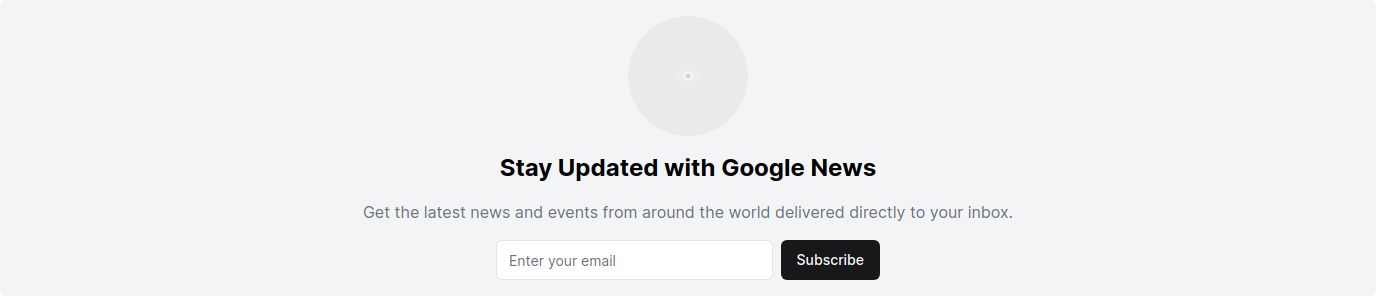 Stay Updated with Google News
Get the latest news and events from around the world delivered directly to your inbox.
Enter your email
Subscribe